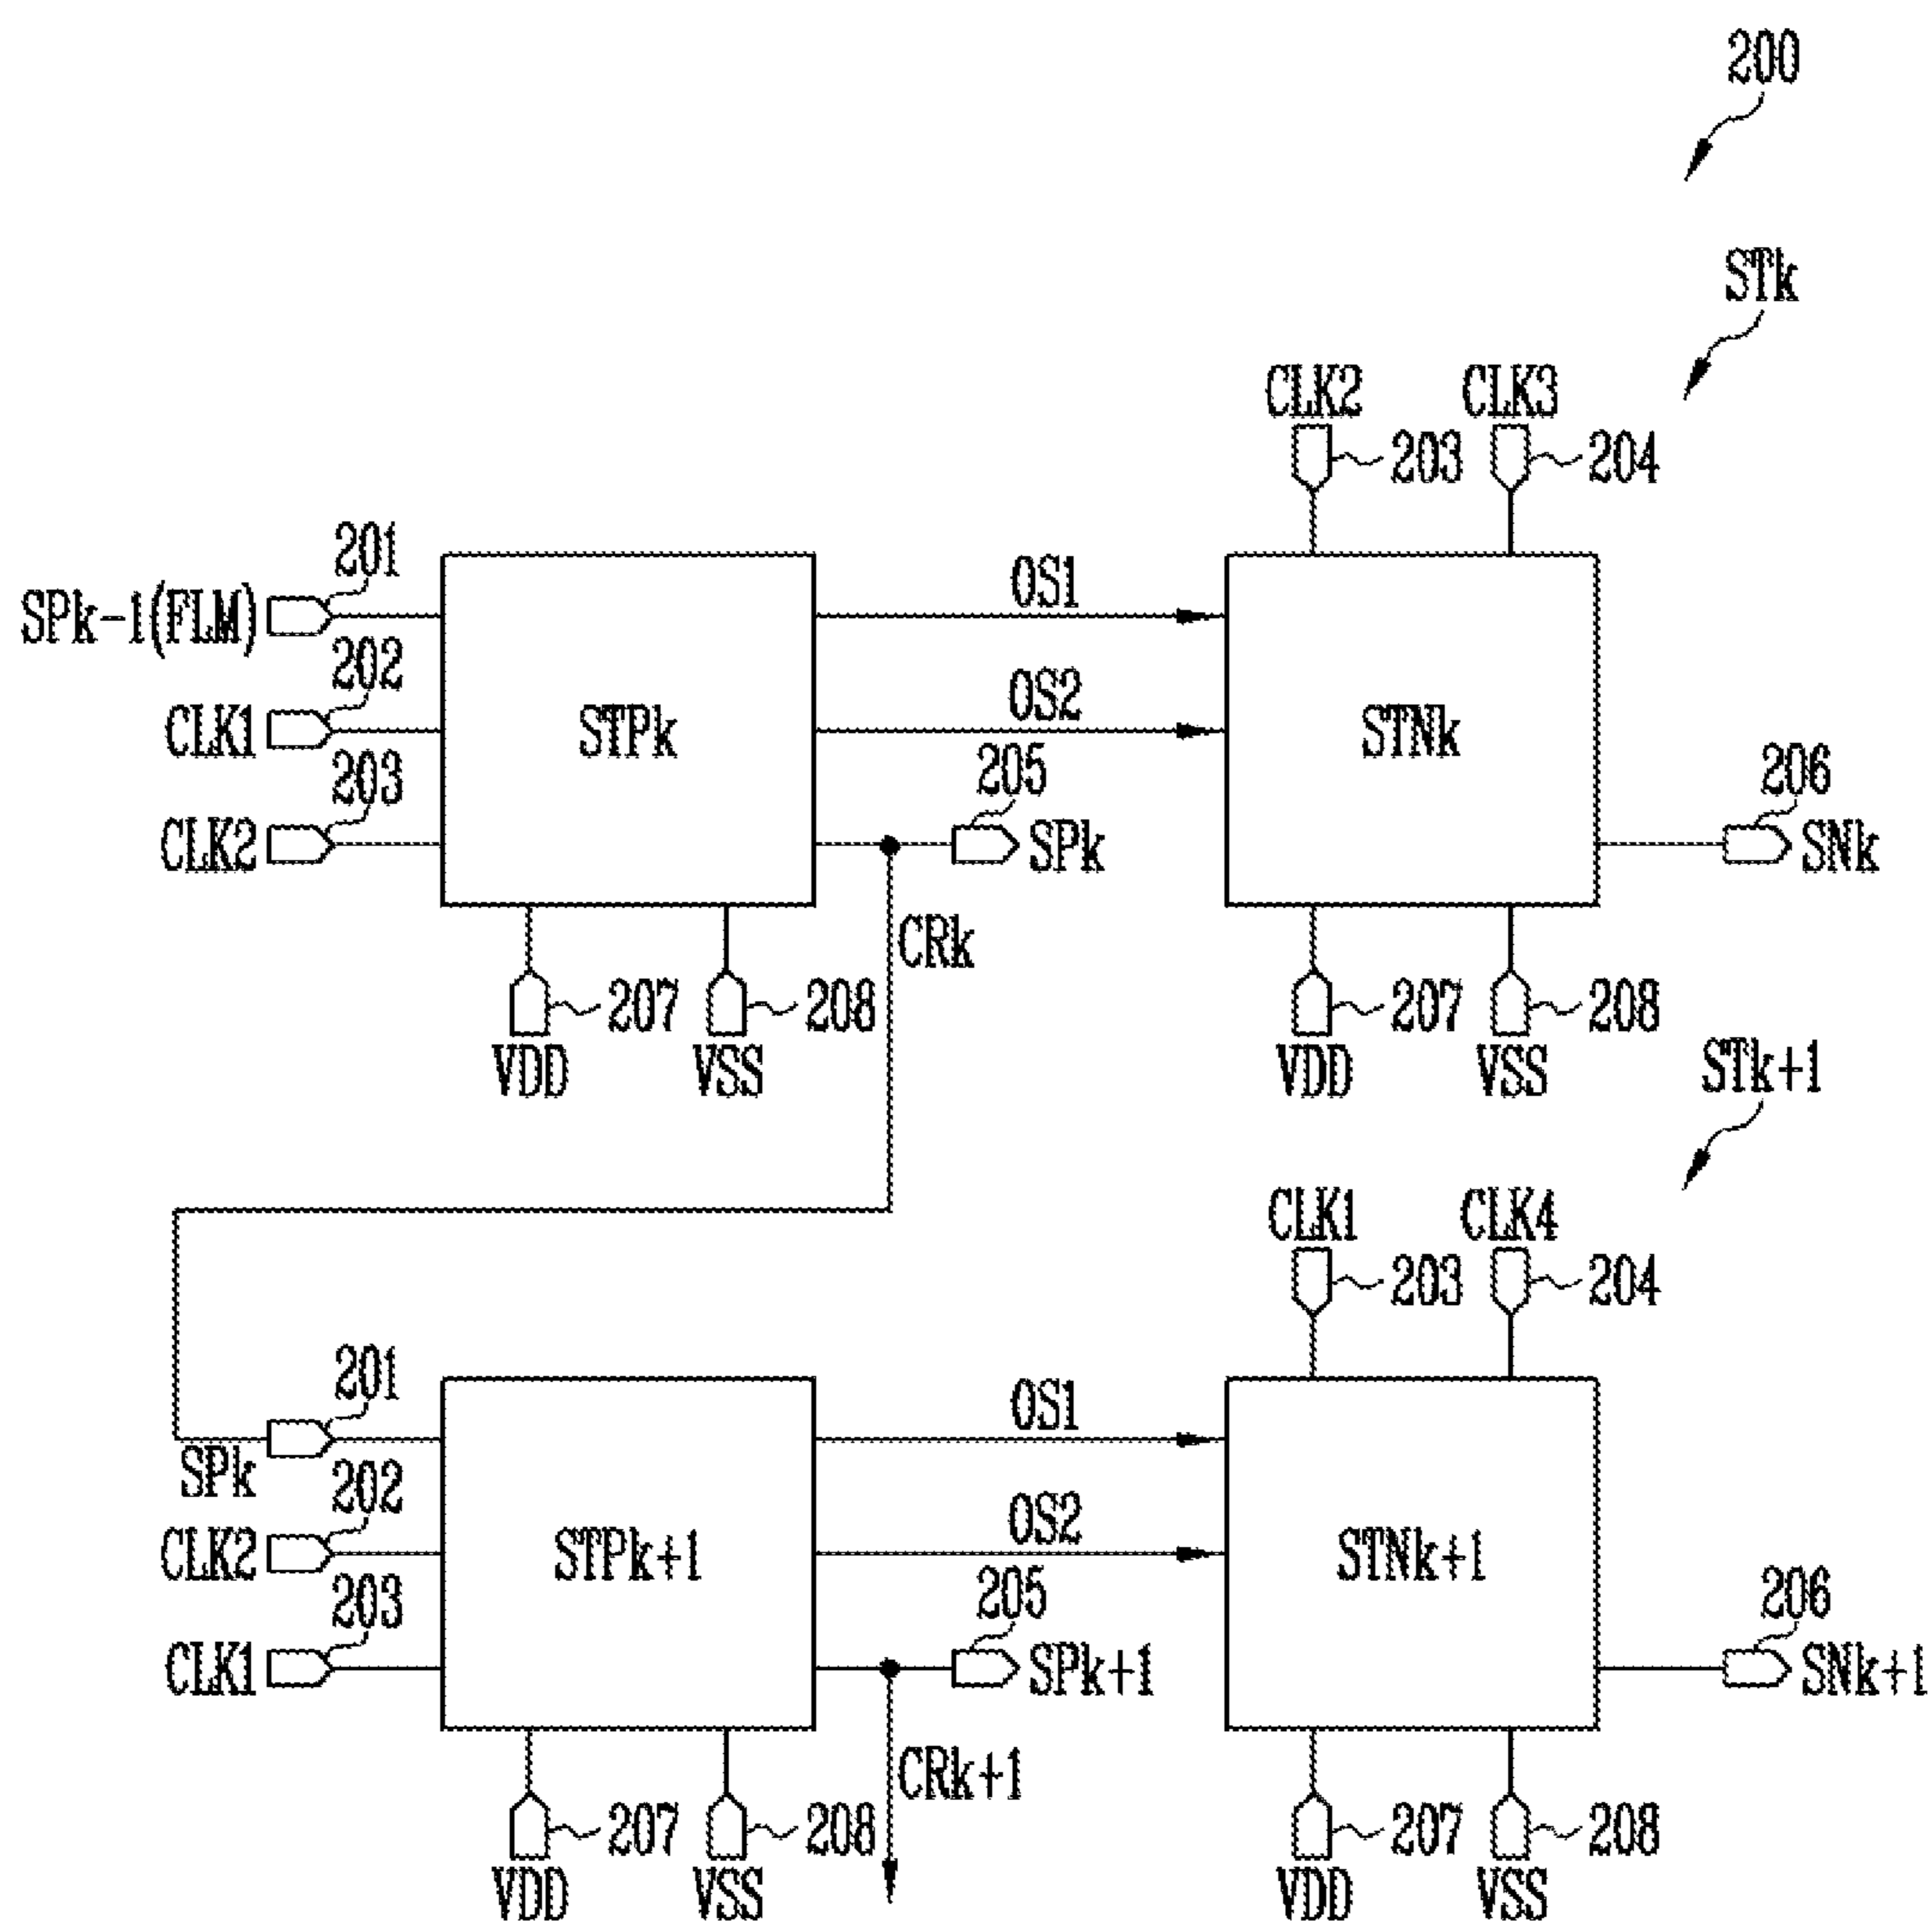 200
STk
CLK2 CLK3
203 204
201
SPk-1(FLM)
OS1
202
CLK1
OS2
STPk
STNk
203
CLK2
205
SPk
206
SNk
CRk
207 208 207 208
VDD VSS VDD VSS
STk+1
CLK1 CLK4
203 204
201
SPk
OS1
202
CLK2
OS2
STPk+1
STNk+1
203
CLK1
205
SPk+1
206
SNk+1
CRk+1
207 208 207 208
VDD VSS VDD VSS